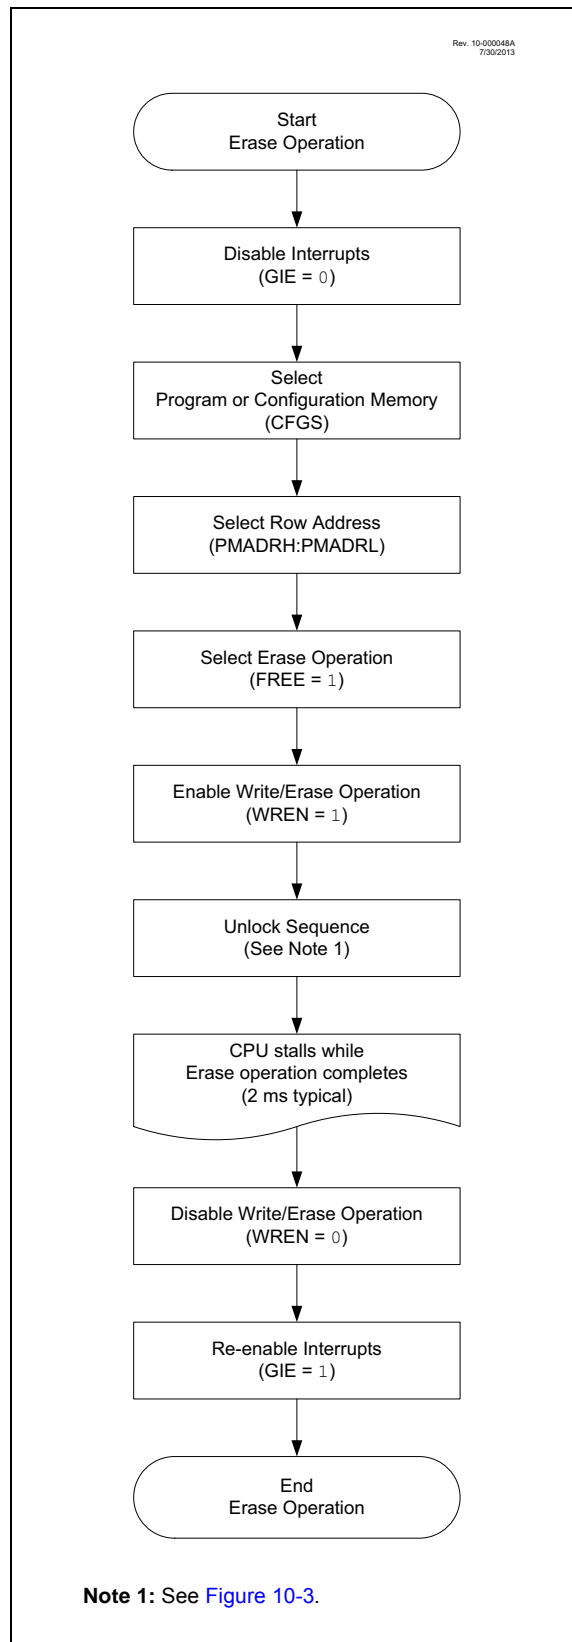 Rev. 10-000048A
7/30/2013
Start
Erase Operation
Disable Interrupts
(GIE = 0)
Select
Program or Configuration Memory
(CFGS)
Select Row Address
(PMADRH:PMADRL)
Select Erase Operation
(FREE = 1)
Enable Write/Erase Operation
(WREN = 1)
Unlock Sequence
(See Note 1)
CPU stalls while
Erase operation completes
(2 ms typical)
Disable Write/Erase Operation
(WREN = 0)
Re-enable Interrupts
(GIE = 1)
End
Erase Operation
Note 1: See Figure 10-3.